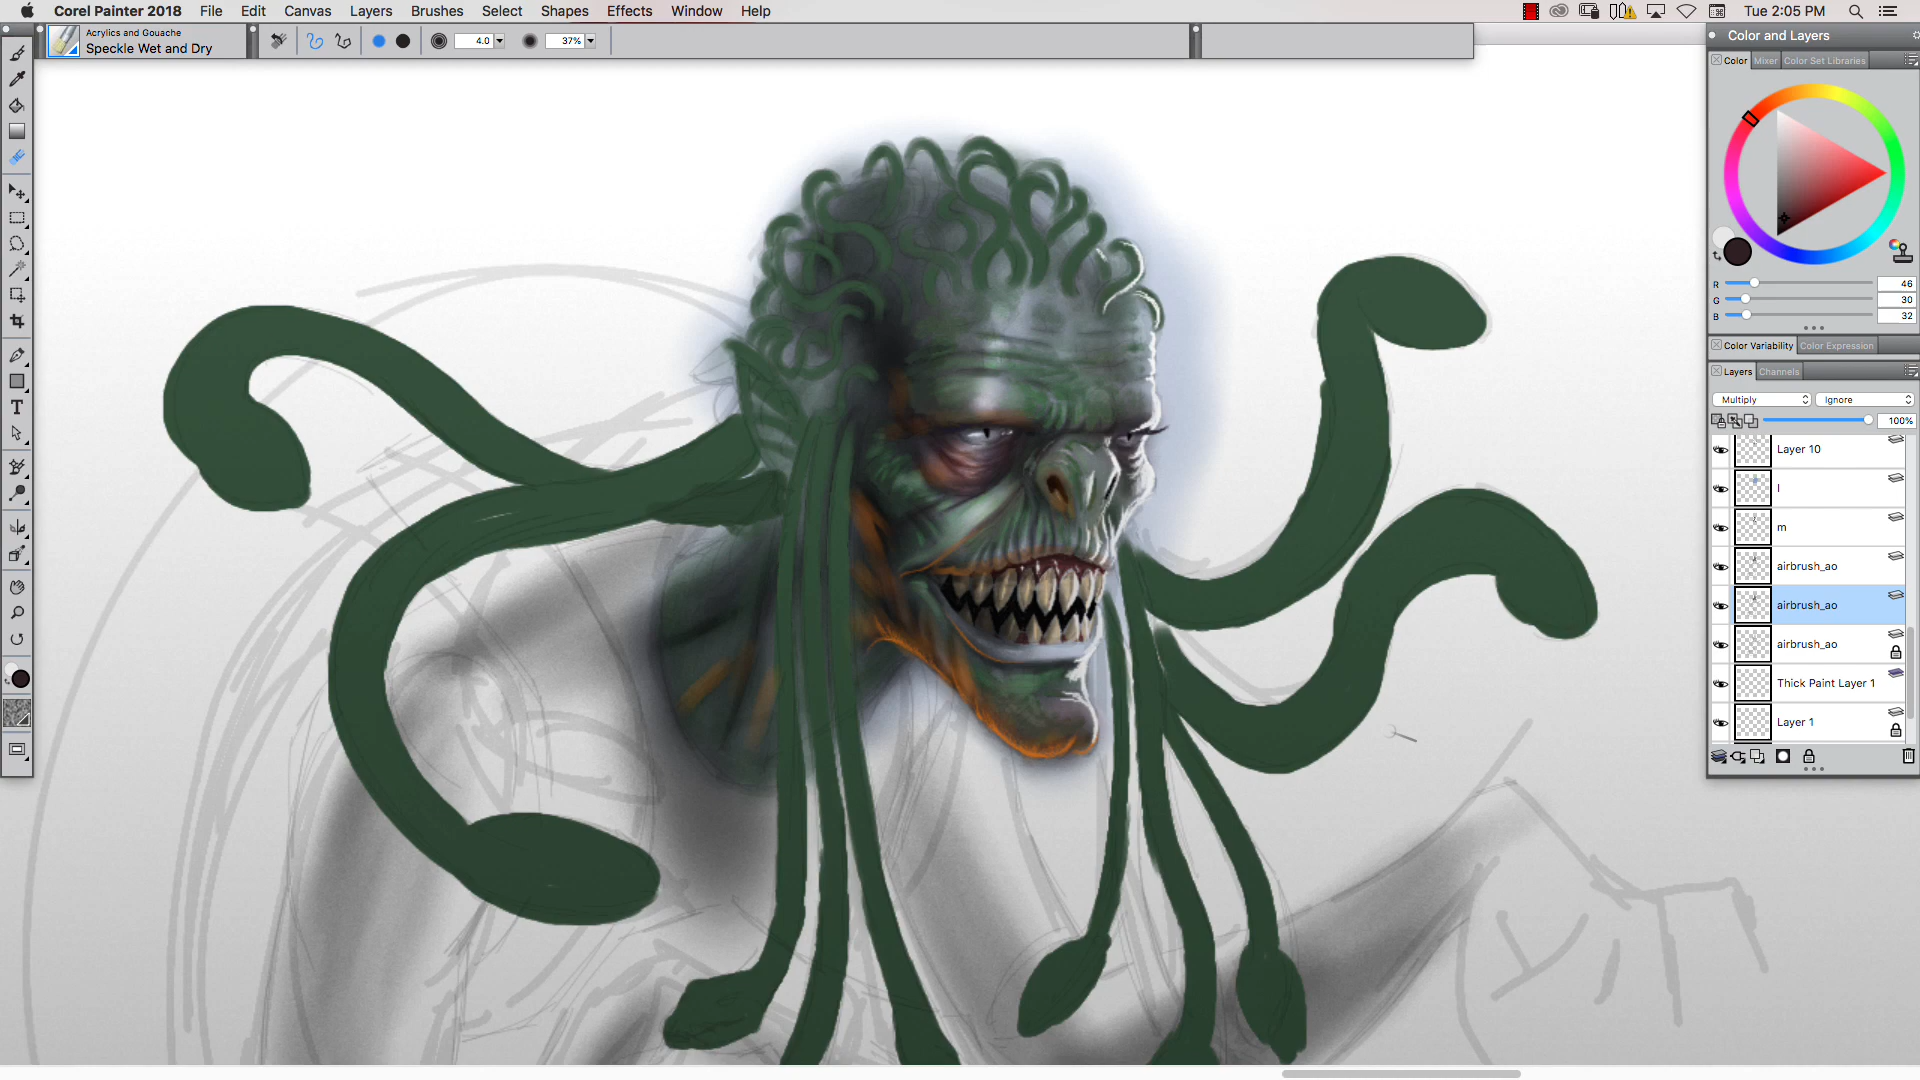 Corel Painter 2018 File Edit Canvas Layers Brushes Select Shapes Effects Window Help Tue 2:05 PM
Acrylics and Gouache
Speckle Wet and Dry
4.0
37%
Color and Layers
Color Mixer Color Set Libraries
R 46
G 30
B 32
Color Variability Color Expression
Layers Channels
Multiply Ignore
100%
Layer 10
l
m
airbrush_ao
airbrush_ao
airbrush_ao
Thick Paint Layer 1
Layer 1